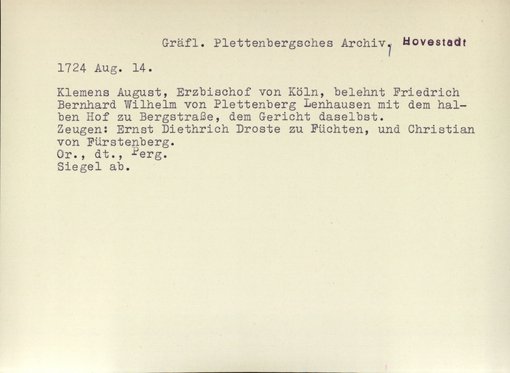 Gräfl. Plettenbergsches Archiv, Hovestadt
1724 Aug. 14.
Klemens August, Erzbischof von Köln, belehnt Friedrich
Bernhard Wilhelm von Plettenberg Lenhausen mit dem hal-
ben Hof zu Bergstraße, dem Gericht daselbst.
Zeugen: Ernst Diethrich Droste zu Füchten, und Christian
von Fürstenberg.
Or., dt., Perg.
Siegel ab.